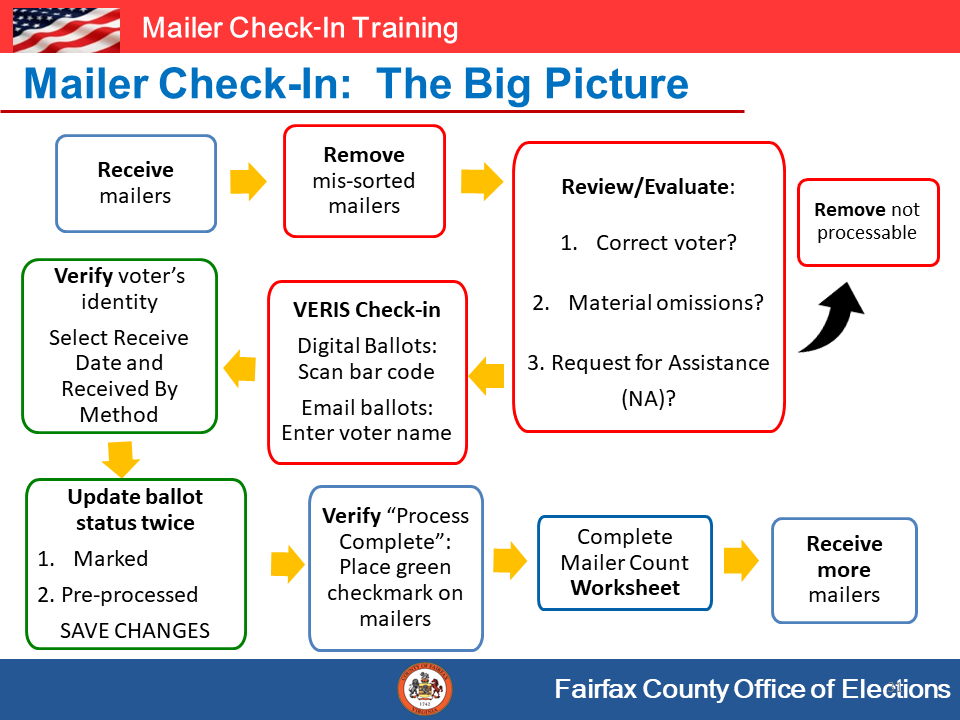 Mailer Check-In Training
Mailer Check-In: The Big Picture
Receive
mailers
Remove
mis-sorted
mailers
Review/Evaluate:
1. Correct voter?
2. Material omissions?
3. Request for Assistance
(NA)?
Remove not
processable
VERIS Check-in
Digital Ballots:
Scan bar code
Email ballots:
Enter voter name
Verify voter's
identity
Select Receive
Date and
Received By
Method
Update ballot
status twice
1. Marked
2. Pre-processed
SAVE CHANGES
Verify “Process
Complete”:
Place green
checkmark on
mailers
Complete
Mailer Count
Worksheet
Receive
more
mailers
1742
Fairfax County Office of Elections